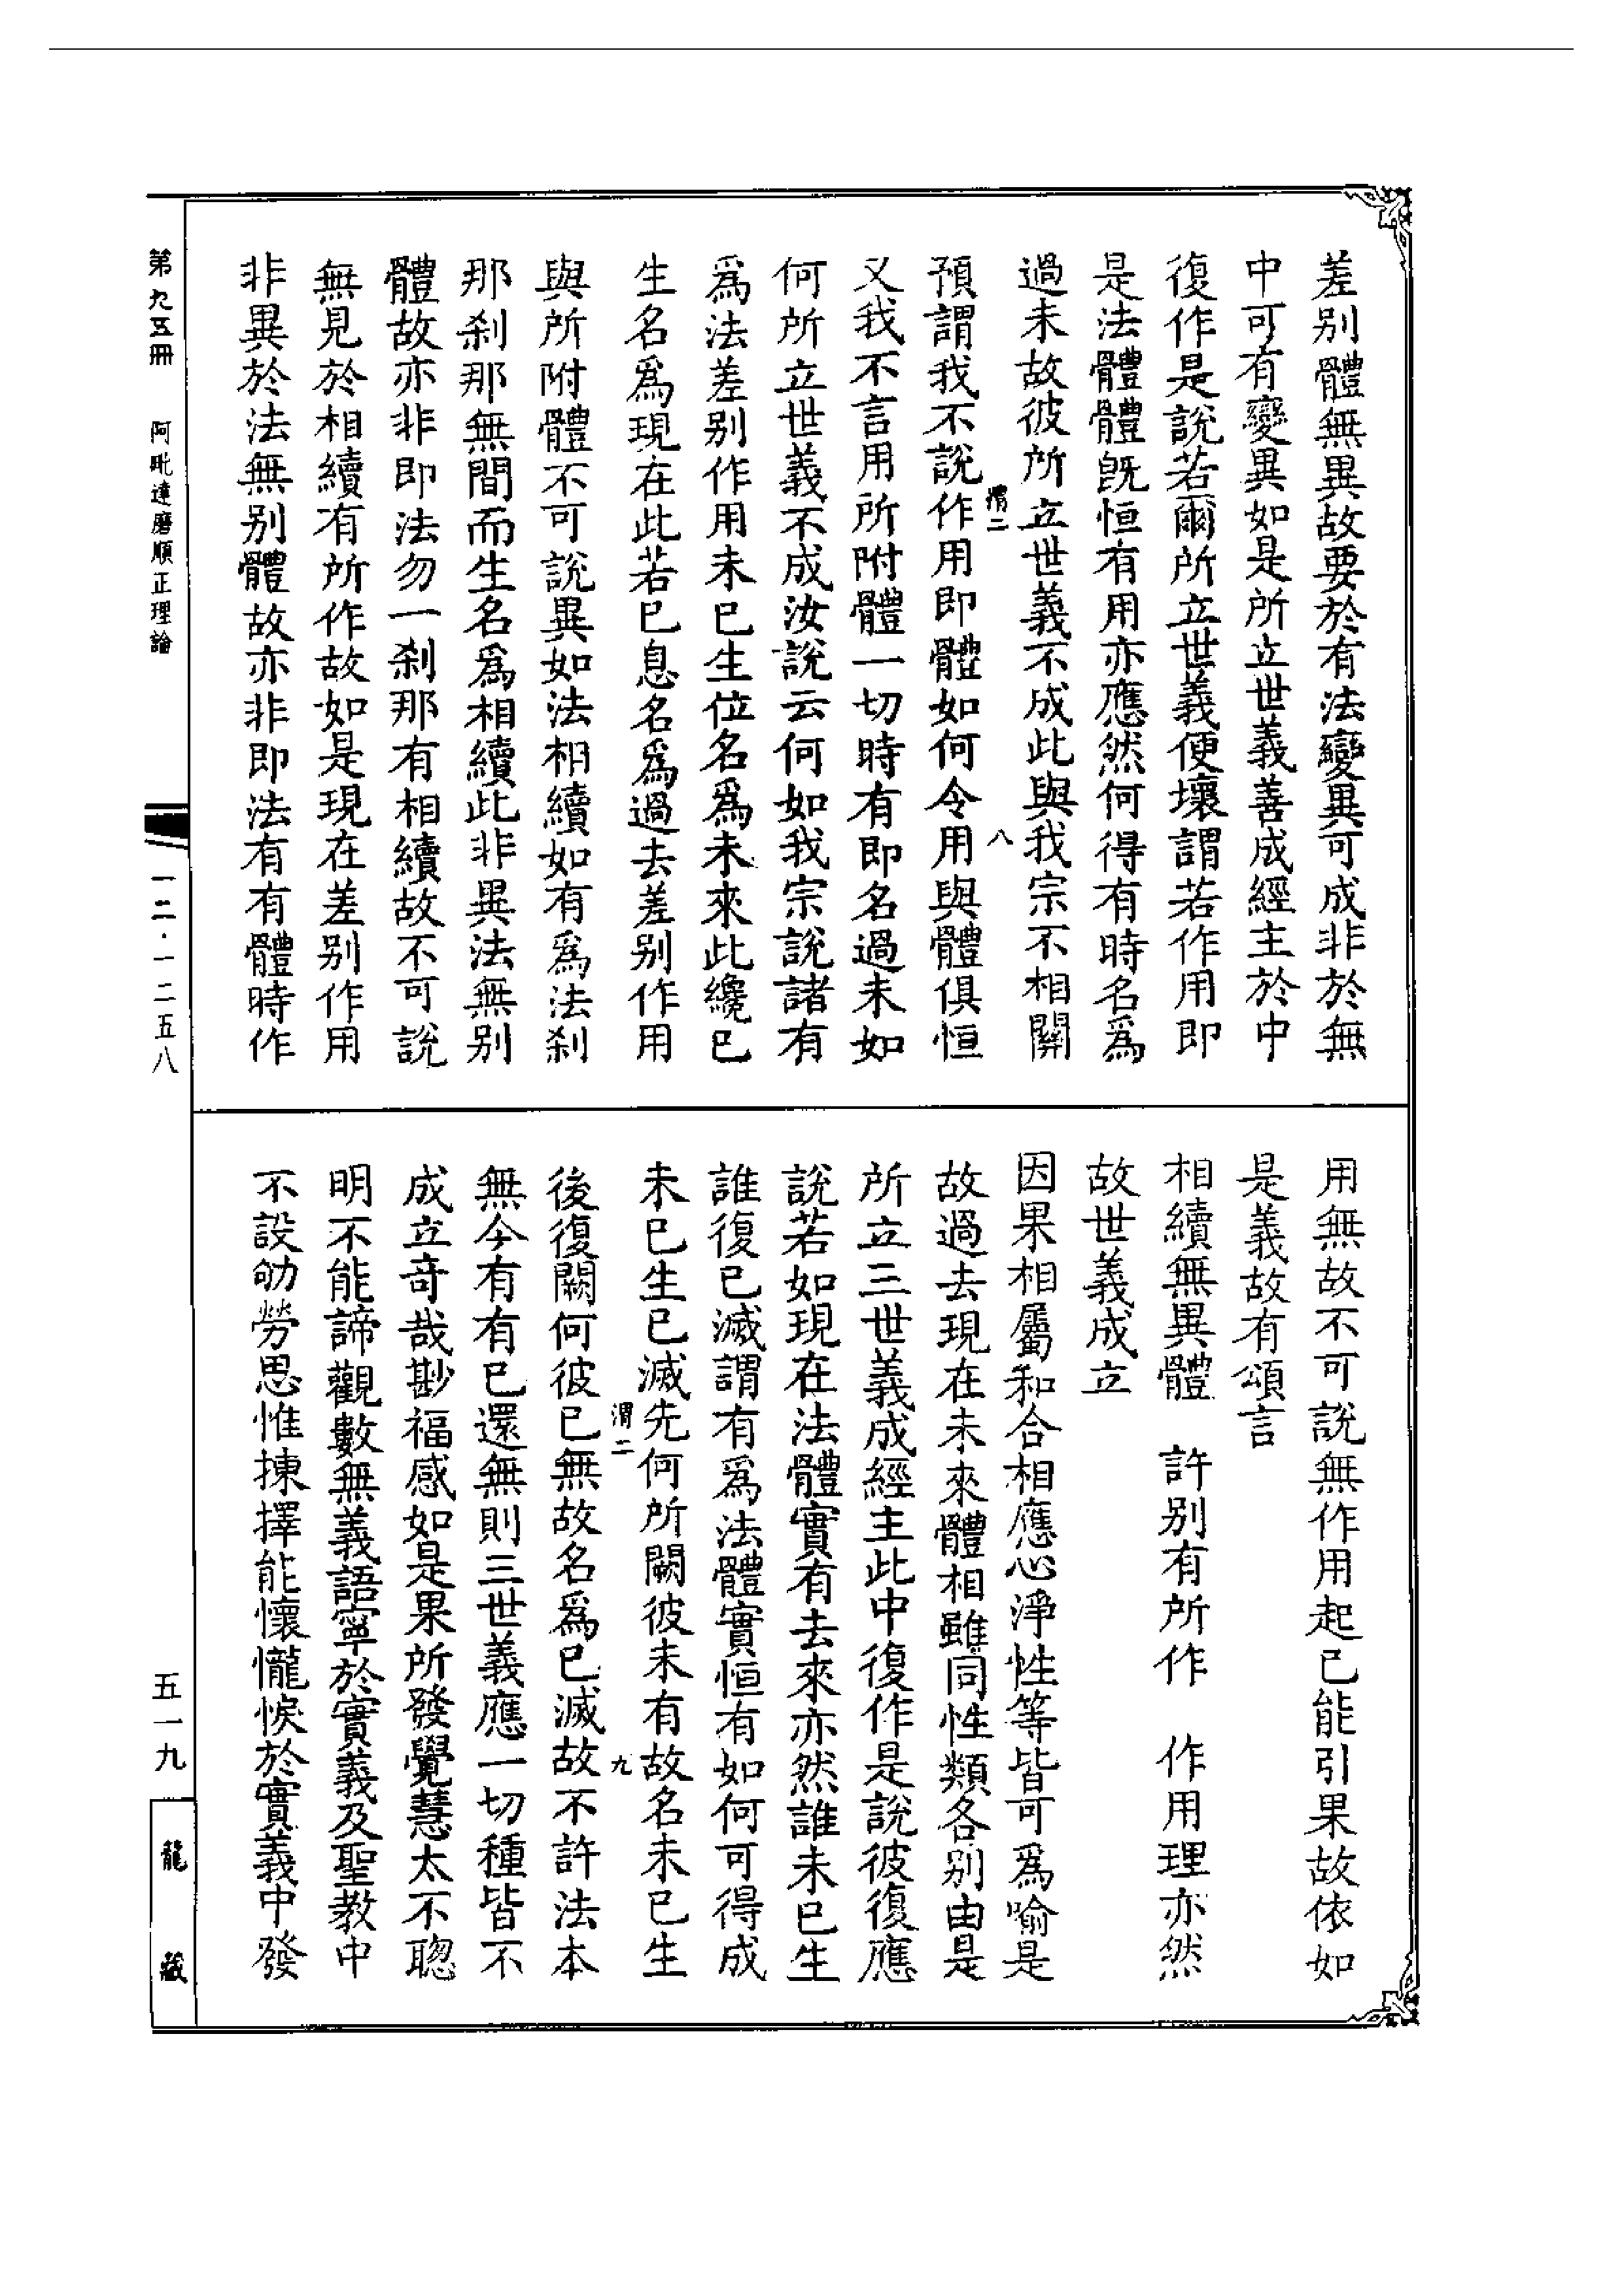 差別體無異故要於有法變異可成非於無
中可有變異如是所立世義善成經主於中
復作是說若爾所立世義便壞謂若作用即
是法體體旣恒有用亦應然何得有時名爲
過未故彼所立世義不成此與我宗不相關
渭二
八
預謂我不說作用即體如何令用與體俱恒
又我不言用所附體一切時有即名過未如
何所立世義不成汝說云何如我宗說諸有
爲法差別作用未已生位名爲未來此纔已
生名爲現在此若已息名爲過去差別作用
與所附體不可說異如法相續如有爲法刹
那刹那無間而生名爲相續此非異法無別
體故亦非即法勿一刹那有相續故不可說
無見於相續有所作故如是現在差別作用
非異於法無別體故亦非即法有有體時作
用無故不可說無作用起已能引果故依如
是義故有頌言
相續無異體　許別有所作　作用理亦然
故世義成立
因果相屬和合相應心淨性等皆可爲喻是
故過去現在未來體相雖同性類各別由是
所立三世義成經主此中復作是說彼復應
說若如現在法體實有去來亦然誰未已生
誰復已滅謂有爲法體實恒有如何可得成
未已生已滅先何所闕彼未有故名未已生
渭二
九
後復闕何彼已無故名爲已滅故不許法本
無今有有已還無則三世義應一切種皆不
成立奇哉尠福感如是果所發覺慧太不聰
明不能諦觀數無義語寧於實義及聖教中
不設劬勞思惟揀擇能懷㦨悷於實義中發
第九五冊
阿毗達磨順正理論
一二·一二五八
五一九
龍藏